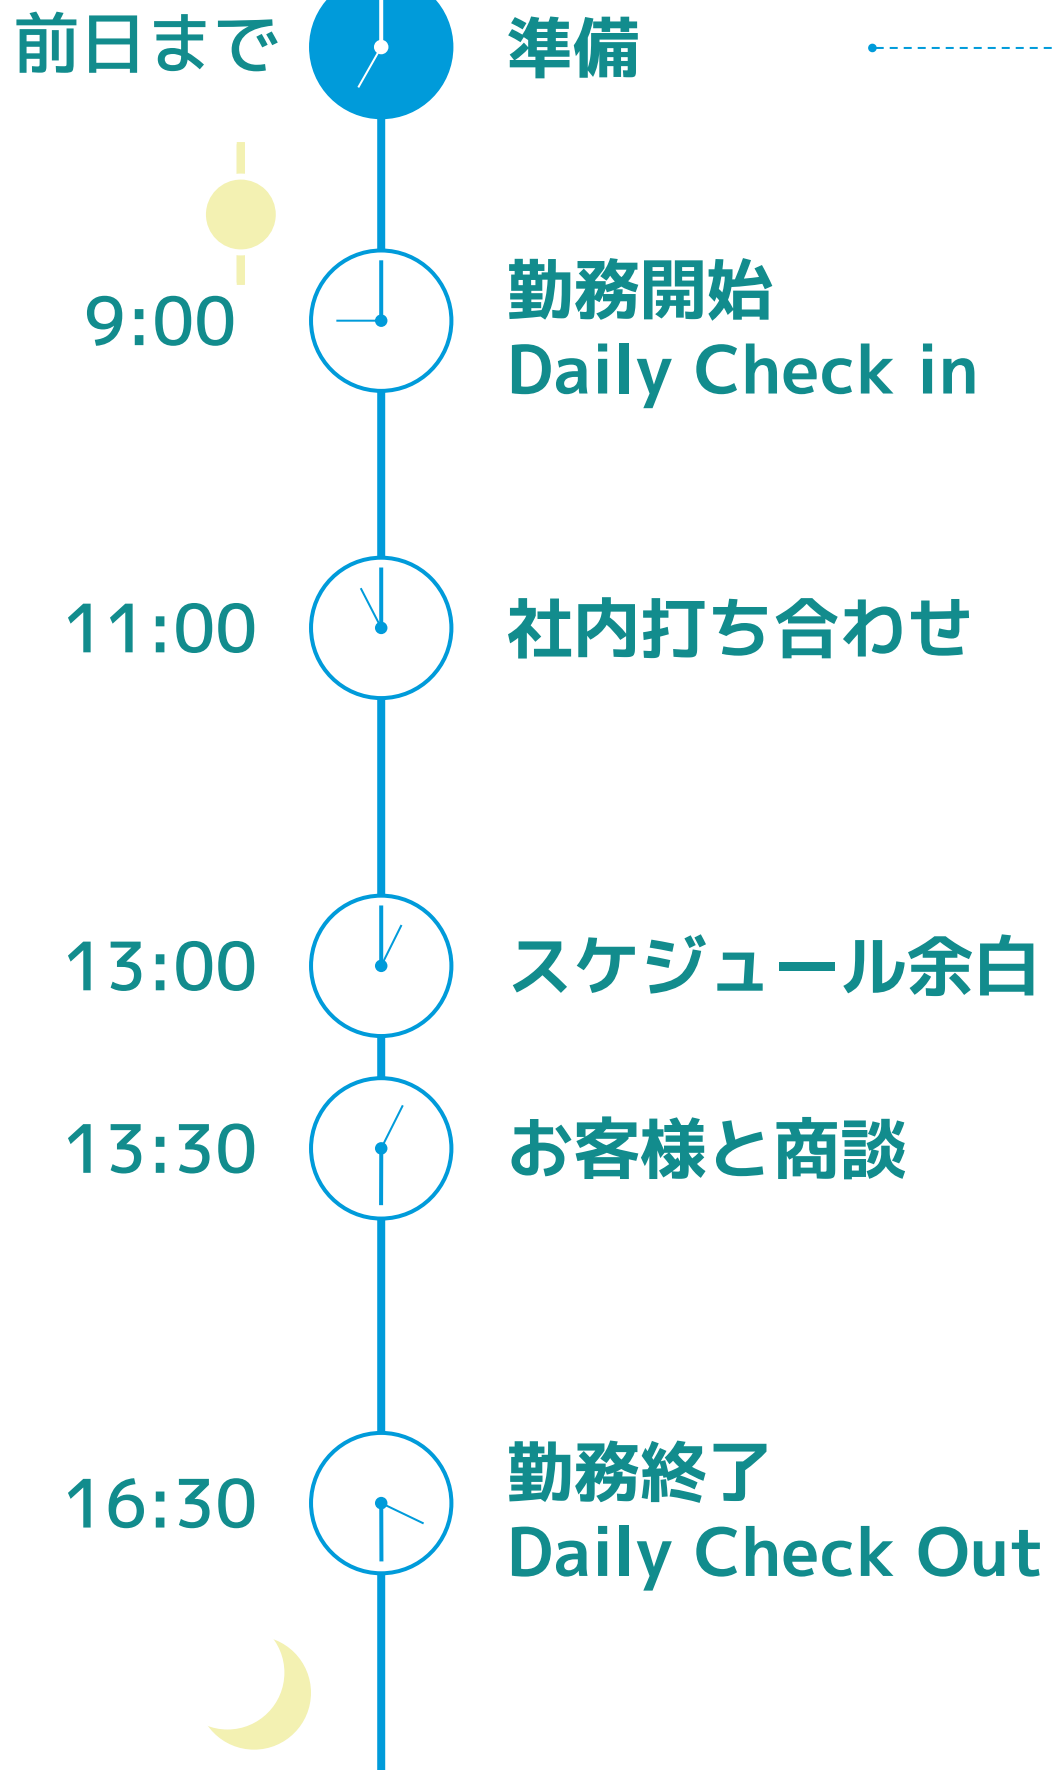 前日まで 準備
9:00 勤務開始
Daily Check in
11:00 社内打ち合わせ
13:00 スケジュール余白
13:30 お客様と商談
16:30 勤務終了
Daily Check Out